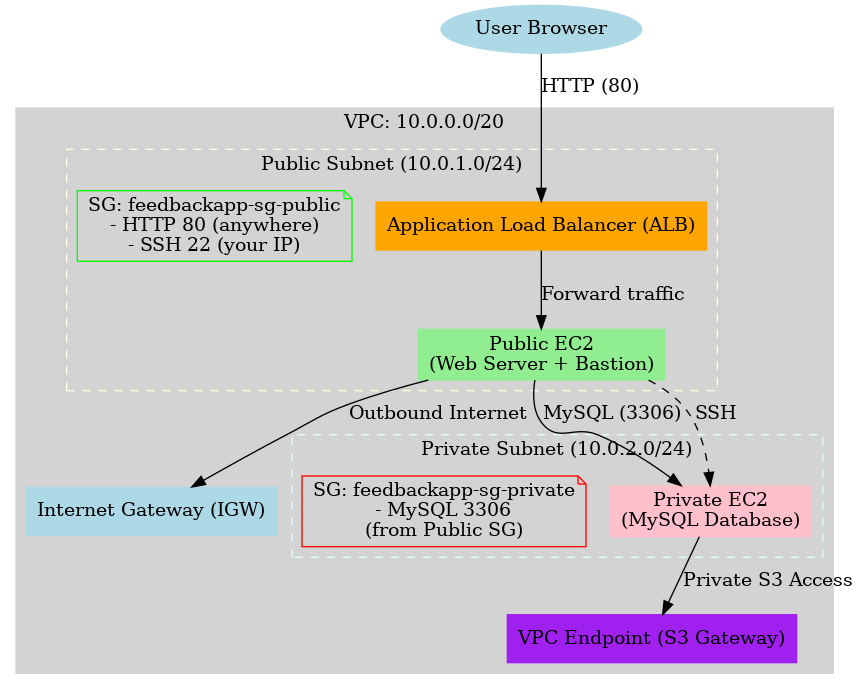 User Browser
HTTP (80)
VPC: 10.0.0.0/20
Public Subnet (10.0.1.0/24)
SG: feedbackapp-sg-public
- HTTP 80 (anywhere)
- SSH 22 (your IP)
Application Load Balancer (ALB)
Forward traffic
Public EC2
(Web Server + Bastion)
Outbound Internet
MySQL (3306)
SSH
Private Subnet (10.0.2.0/24)
Internet Gateway (IGW)
SG: feedbackapp-sg-private
- MySQL 3306
(from Public SG)
Private EC2
(MySQL Database)
Private S3 Access
VPC Endpoint (S3 Gateway)